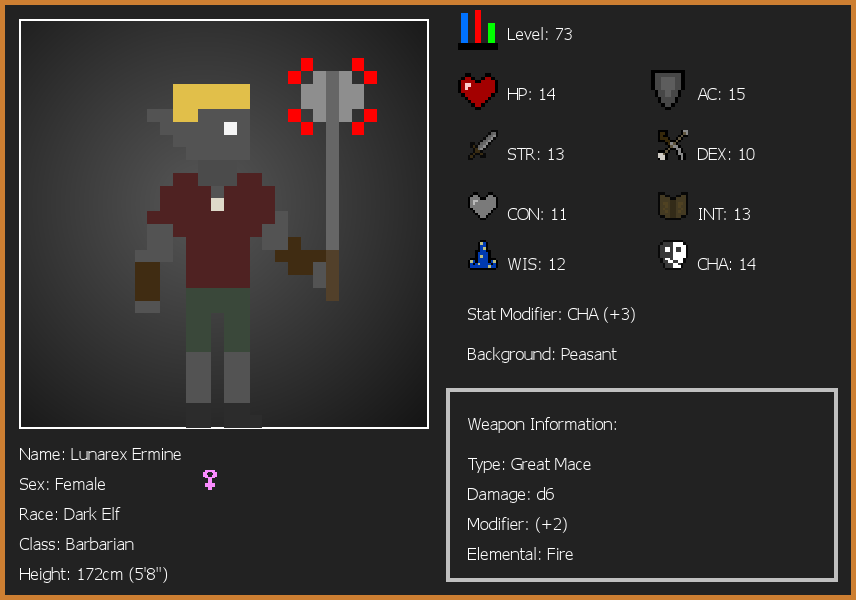 Level: 73
HP: 14
AC: 15
STR: 13
DEX: 10
CON: 11
INT: 13
WIS: 12
CHA: 14
Stat Modifier: CHA (+3)
Background: Peasant
Weapon Information:
Type: Great Mace
Damage: d6
Modifier: (+2)
Elemental: Fire
Name: Lunarex Ermine
Sex: Female
Race: Dark Elf
Class: Barbarian
Height: 172cm (5'8")